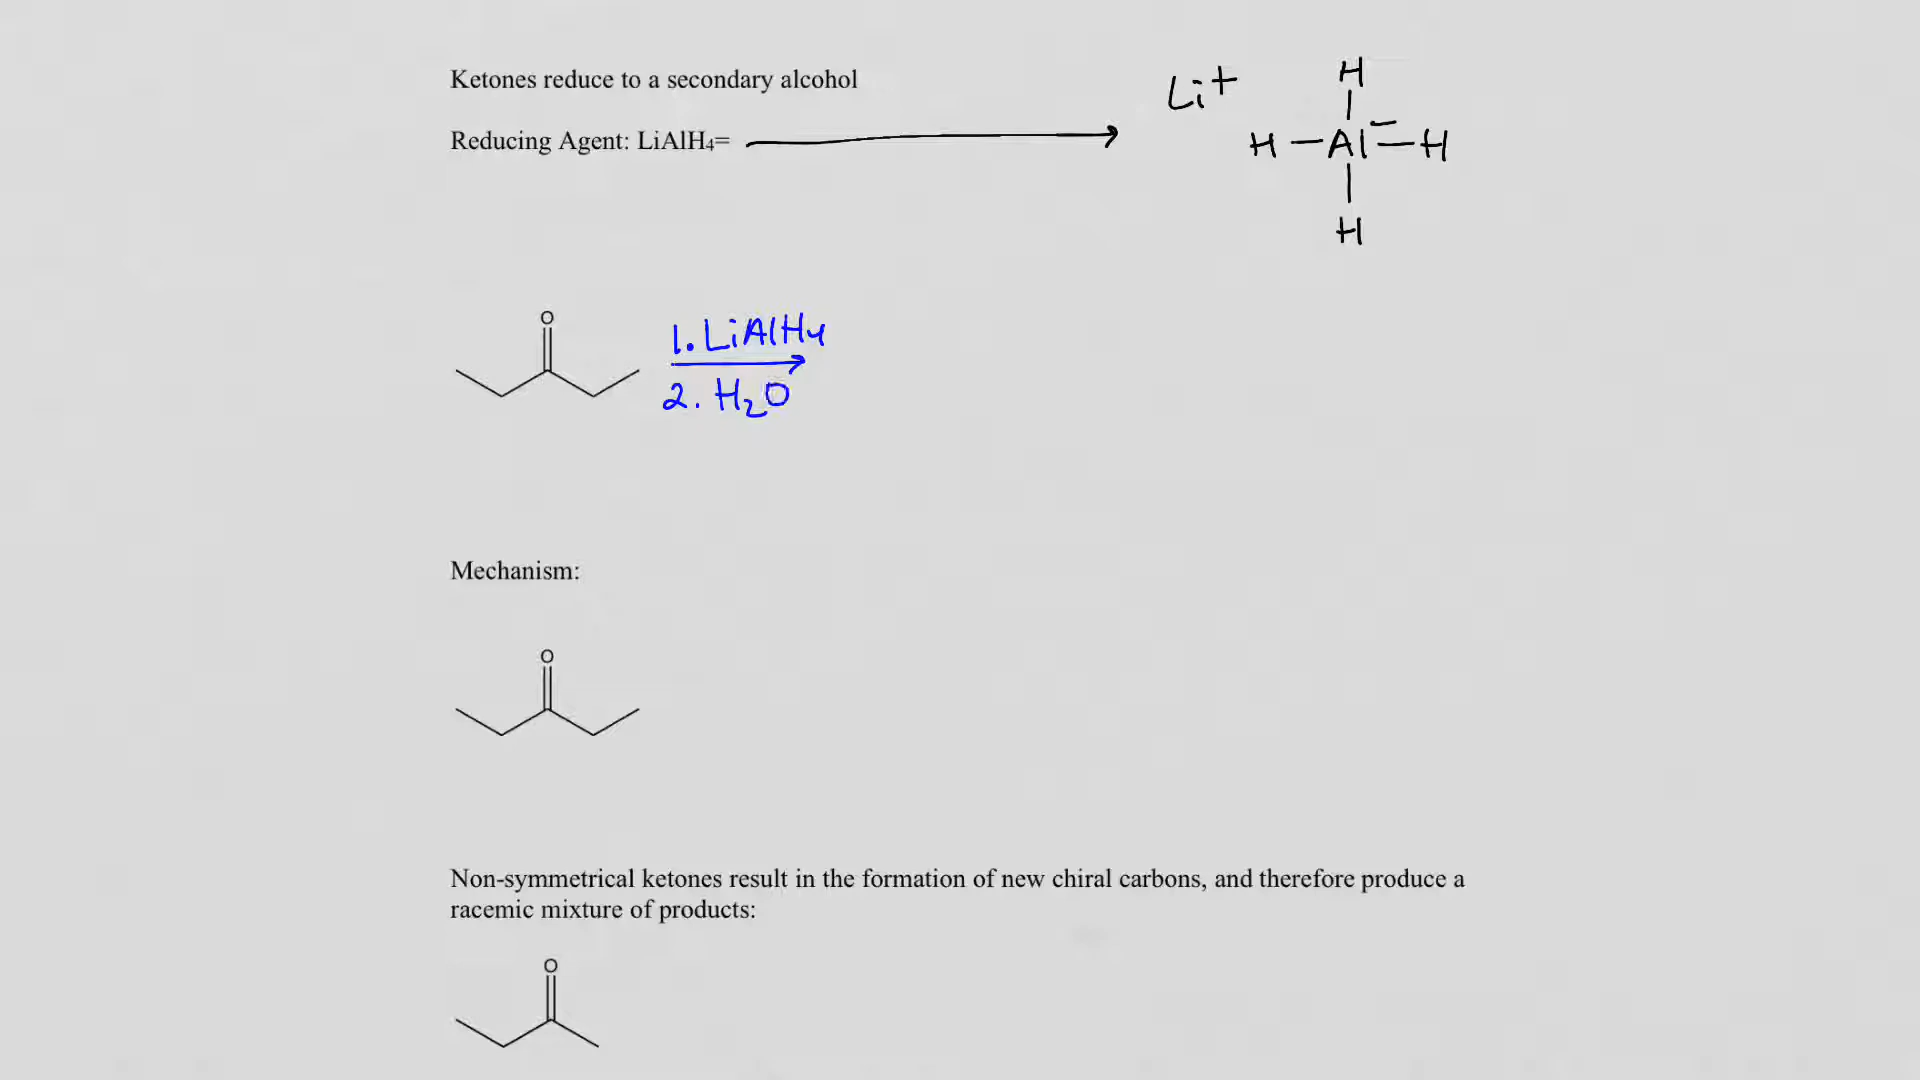 Ketones reduce to a secondary alcohol
Reducing Agent: LiAlH₄=
Li+
H
H—Al⁻—H
H
O
1. LiAlH4
2. H2O
Mechanism:
O
Non-symmetrical ketones result in the formation of new chiral carbons, and therefore produce a
racemic mixture of products:
O